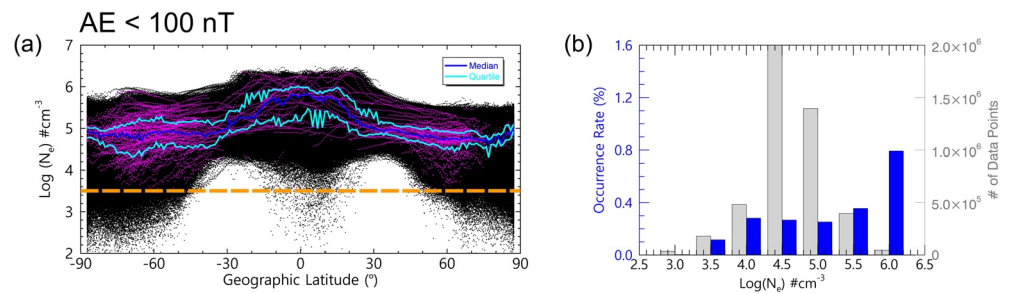 AE < 100 nT
(a)
7
6
5
4
3
2
Log (Nₑ) #cm⁻³
Median
Quartile
-90 -60 -30 0 30 60 90
Geographic Latitude (°)
(b)
1.6
1.2
0.8
0.4
0.0
Occurrence Rate (%)
2.0×10⁶
1.5×10⁶
1.0×10⁶
5.0×10⁵
0
# of Data Points
2.5 3.0 3.5 4.0 4.5 5.0 5.5 6.0 6.5
Log(Nₑ) #cm⁻³